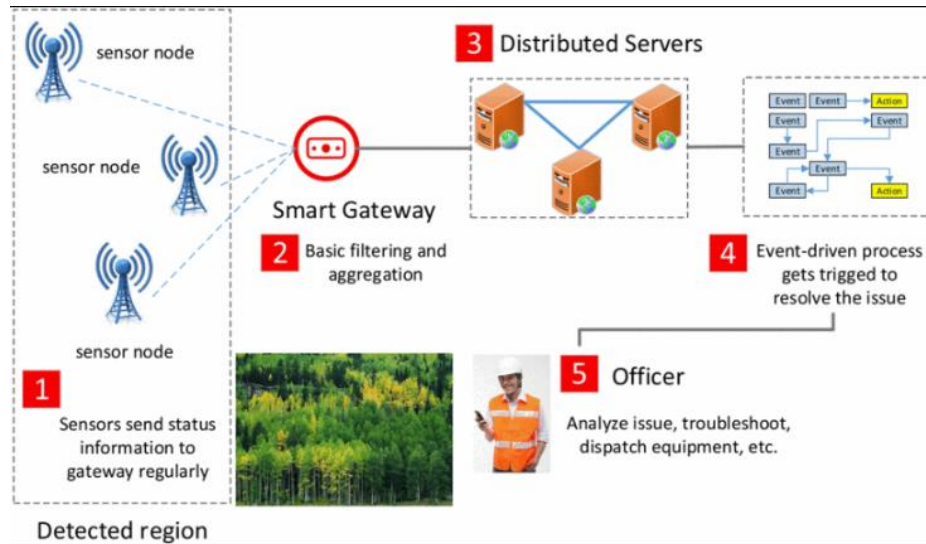 sensor node
sensor node
sensor node
1
Sensors send status
information to
gateway regularly
Detected region
Smart Gateway
2
Basic filtering and
aggregation
3
Distributed Servers
Event
Event
Action
Event
Event
Event
Event
Event
Action
4
Event-driven process
gets trigged to
resolve the issue
5
Officer
Analyze issue, troubleshoot,
dispatch equipment, etc.